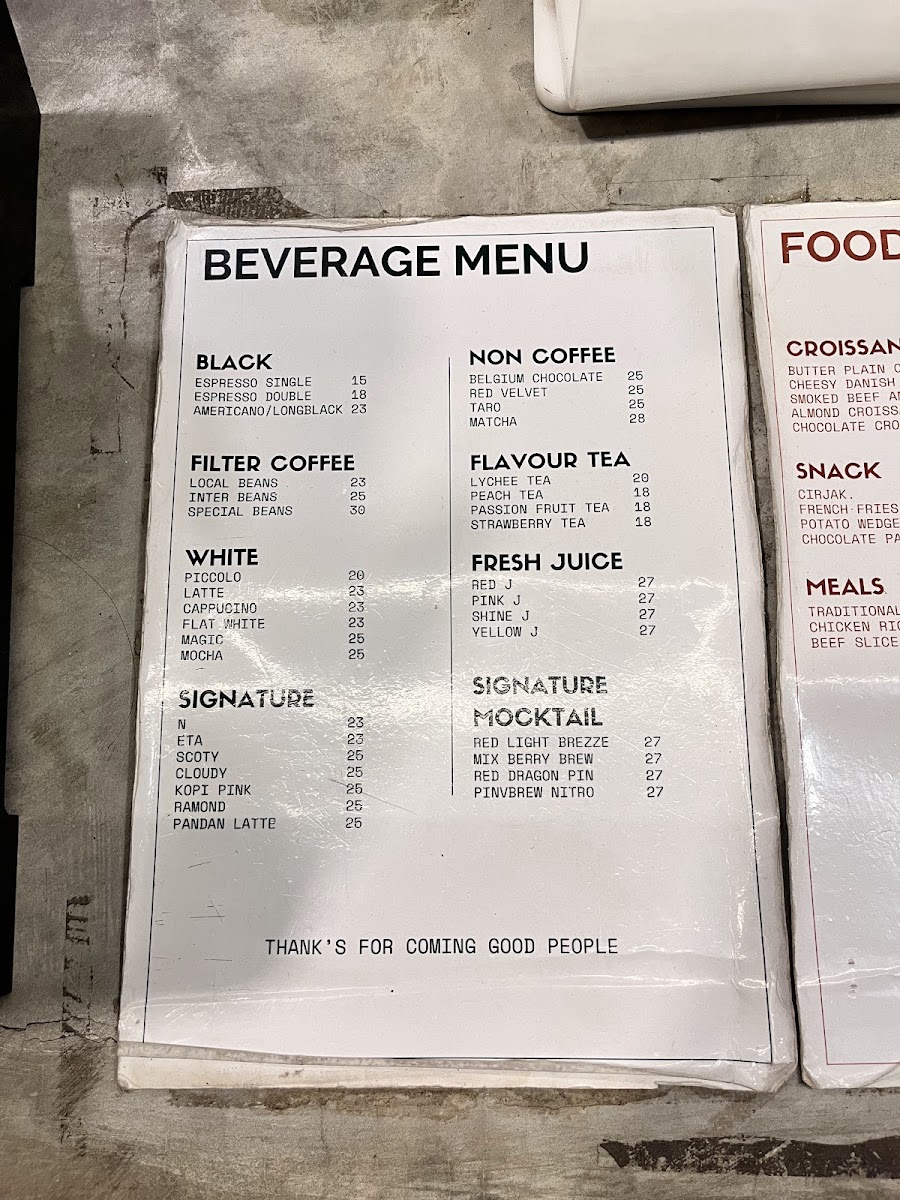 BEVERAGE MENU
BLACK
ESPRESSO SINGLE 15
ESPRESSO DOUBLE 18
AMERICANO/LONGBLACK 23
FILTER COFFEE
LOCAL BEANS 23
INTER BEANS 25
SPECIAL BEANS 30
WHITE
PICCOLO 20
LATTE 23
CAPPUCINO 23
FLAT WHITE 23
MAGIC 25
MOCHA 25
SIGNATURE
N 23
ETA 23
SCOTY 25
CLOUDY 25
KOPI PINK 25
RAMOND 25
PANDAN LATTE 25
NON COFFEE
BELGIUM CHOCOLATE 25
RED VELVET 25
TARO 25
MATCHA 28
FLAVOUR TEA
LYCHEE TEA 20
PEACH TEA 18
PASSION FRUIT TEA 18
STRAWBERRY TEA 18
FRESH JUICE
RED J 27
PINK J 27
SHINE J 27
YELLOW J 27
SIGNATURE
MOCKTAIL
RED LIGHT BREZZE 27
MIX BERRY BREW 27
RED DRAGON PIN 27
PINVBREW NITRO 27
THANK'S FOR COMING GOOD PEOPLE
FOOD
CROISSAN
BUTTER PLAIN C
CHEESY DANISH
SMOKED BEEF AN
ALMOND CROISSA
CHOCOLATE CRO
SNACK
CIRJAK.
FRENCH FRIES
POTATO WEDGE
CHOCOLATE PA
MEALS
TRADITIONAL
CHICKEN RIC
BEEF SLICE